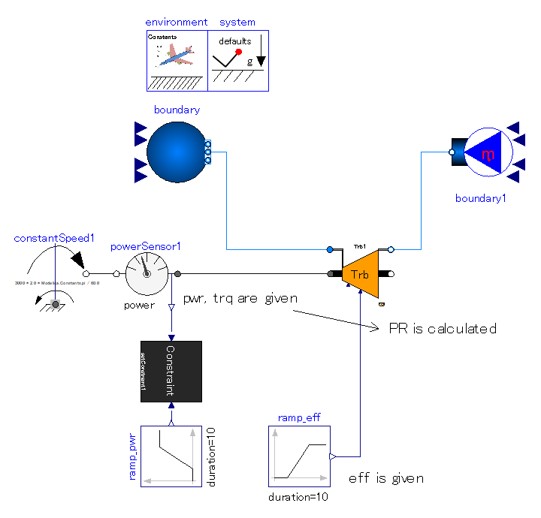 environment system
Constants
defaults
g
boundary
m
boundary1
constantSpeed1
powerSensor1
Trb1
Trb
power
pwr, trq are given
PR is calculated
Constraint
setConstraint1
ramp_pwr
duration=10
ramp_eff
eff is given
duration=10